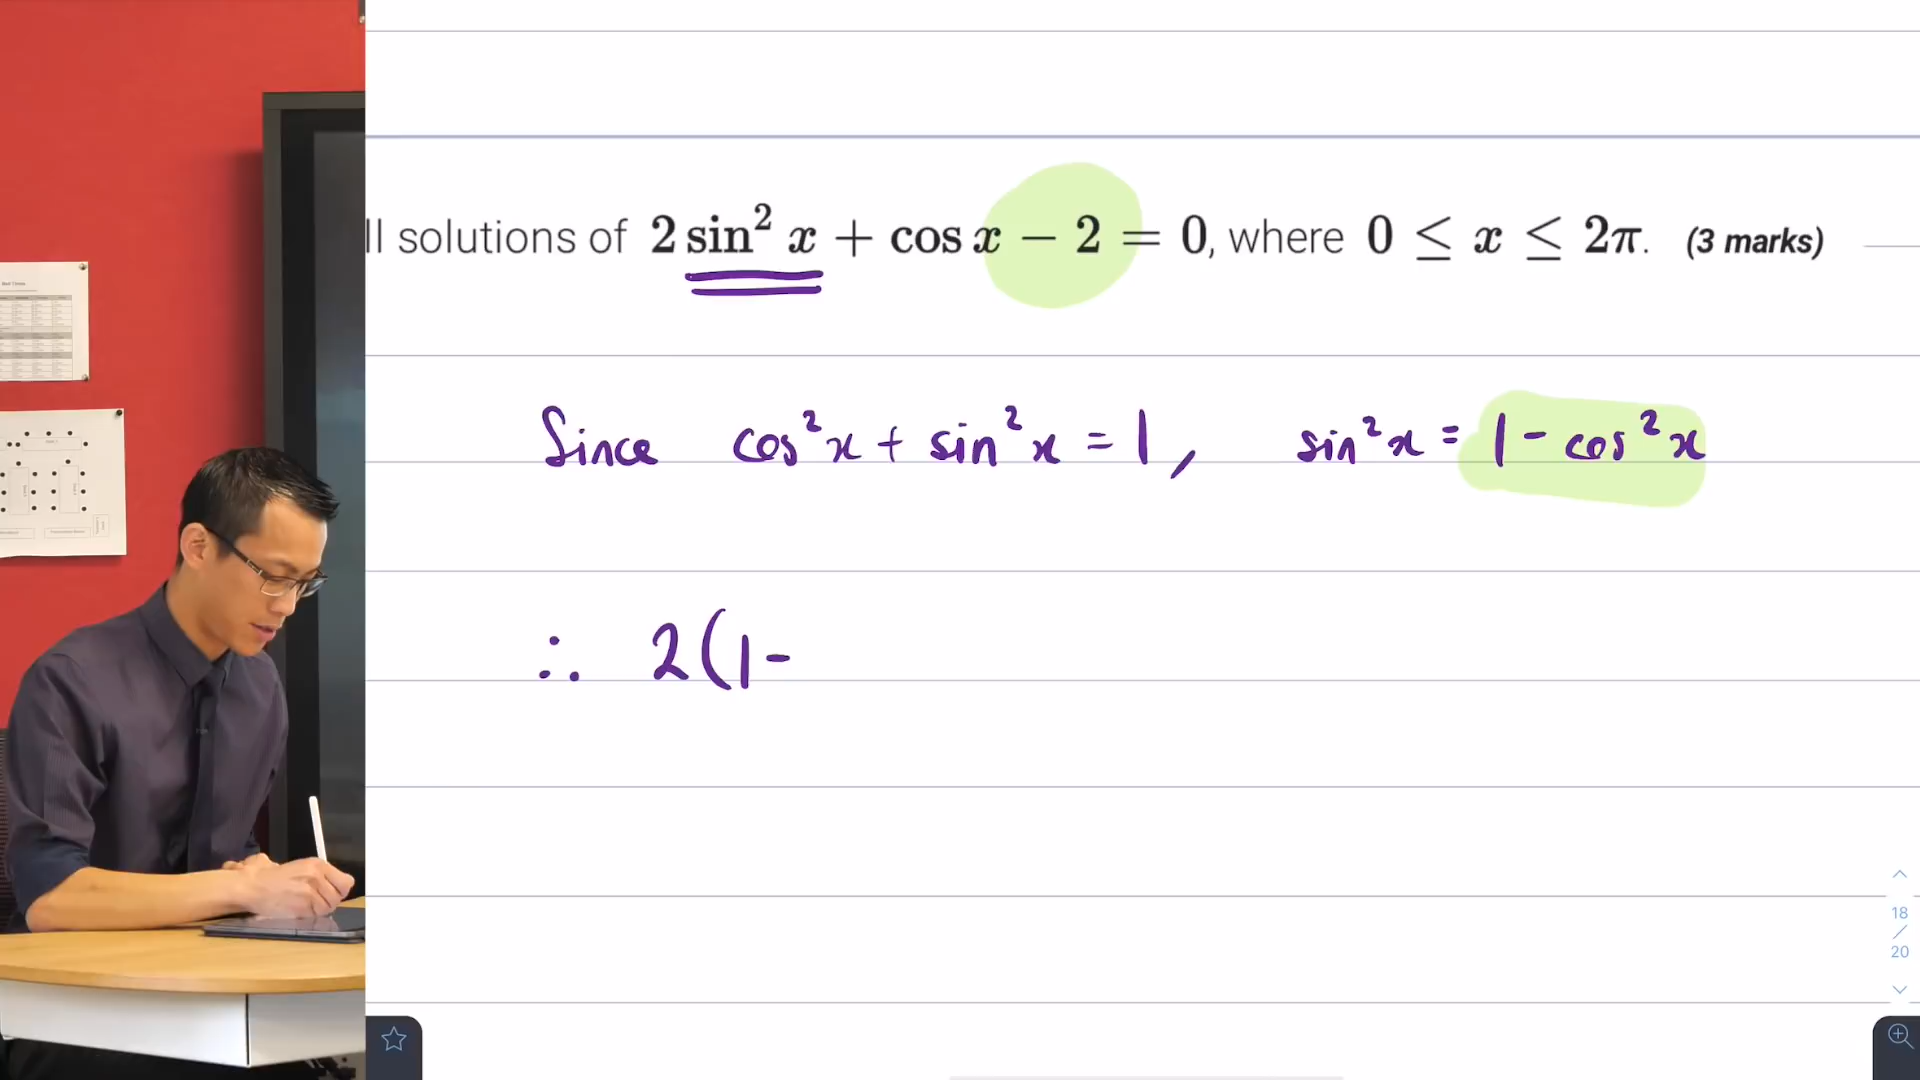 ll solutions of 2 sin² x + cos x − 2 = 0, where 0 ≤ x ≤ 2π. (3 marks)
Since cos²x + sin²x = 1, sin²x = 1 - cos²x
∴ 2(1-
18
/
20